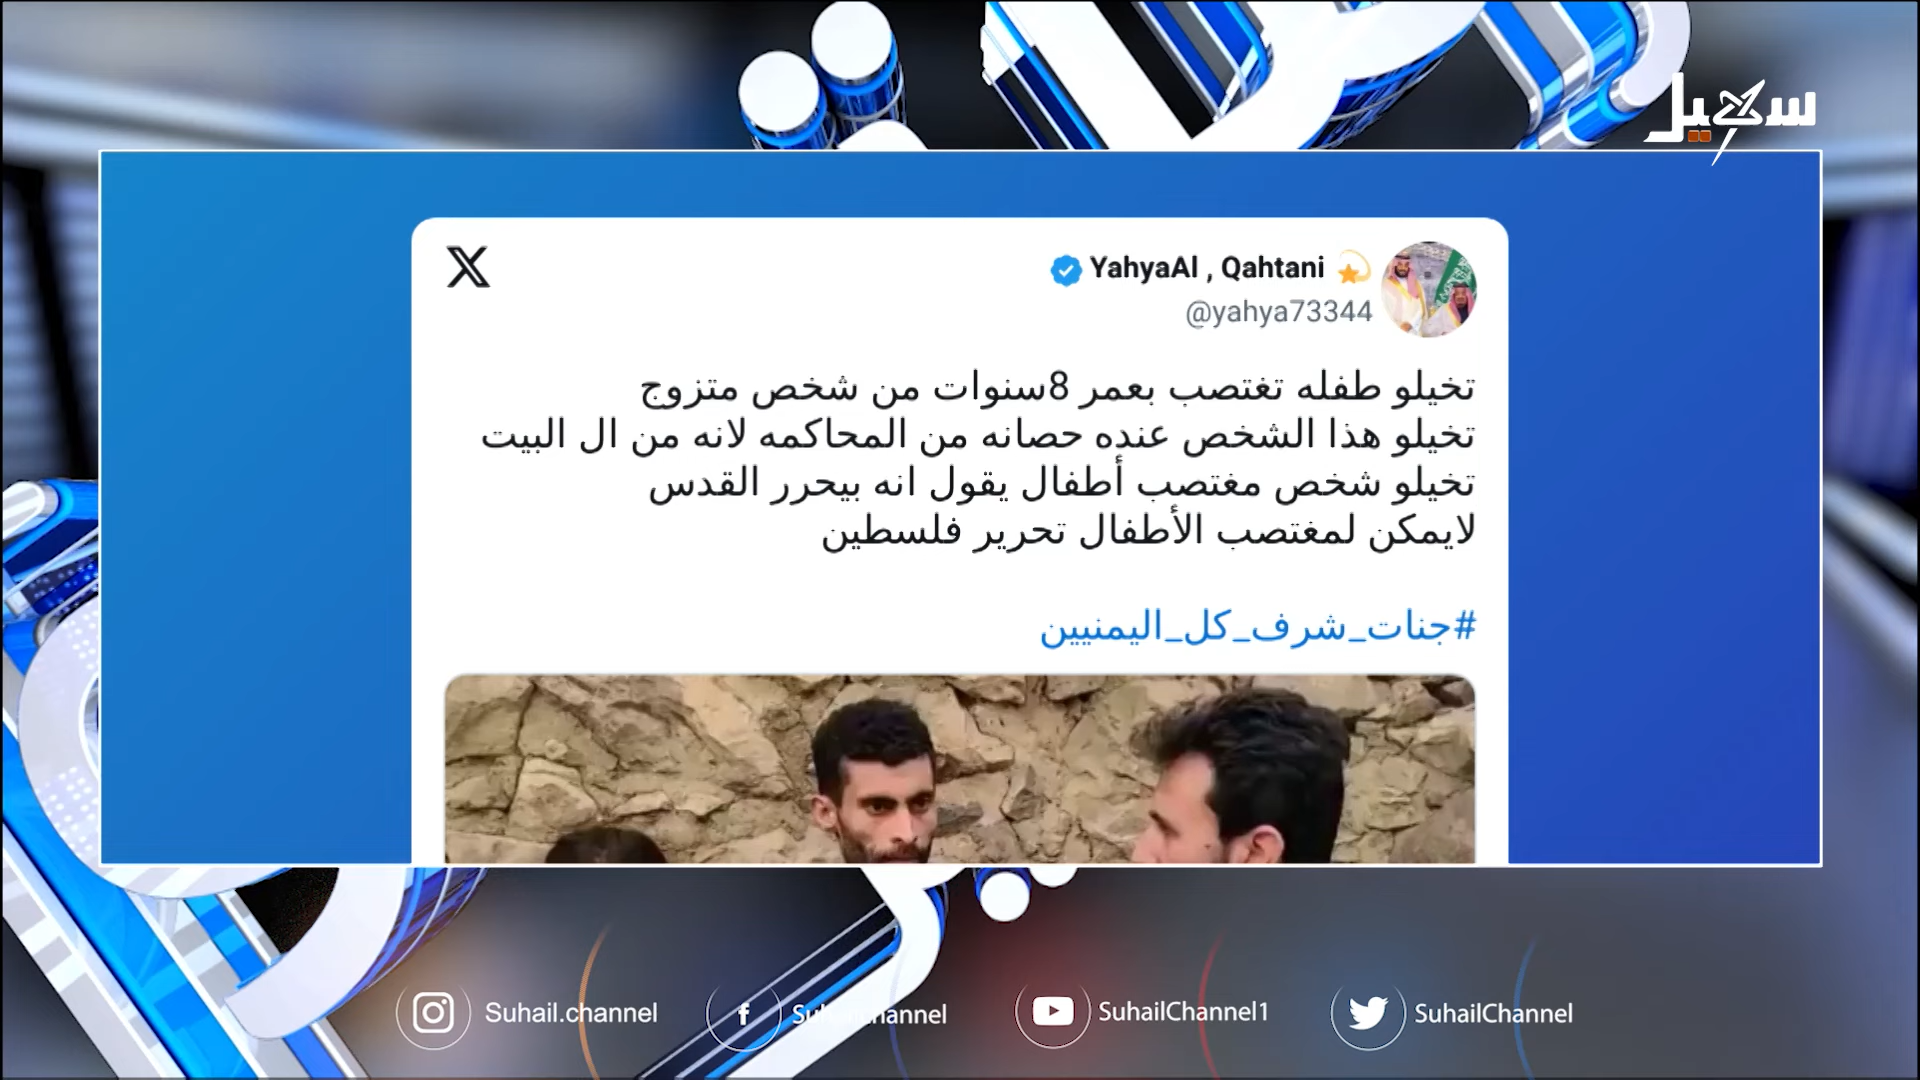 سهيل
YahyaAl , Qahtani
@yahya73344
تخيلو طفله تغتصب بعمر 8سنوات من شخص متزوج
تخيلو هذا الشخص عنده حصانه من المحاكمه لانه من ال البيت
تخيلو شخص مغتصب أطفال يقول انه بيحرر القدس
لايمكن لمغتصب الأطفال تحرير فلسطين
#جنات_شرف_كل_اليمنيين
Suhail.channel
SuhailChannel
SuhailChannel1
SuhailChannel